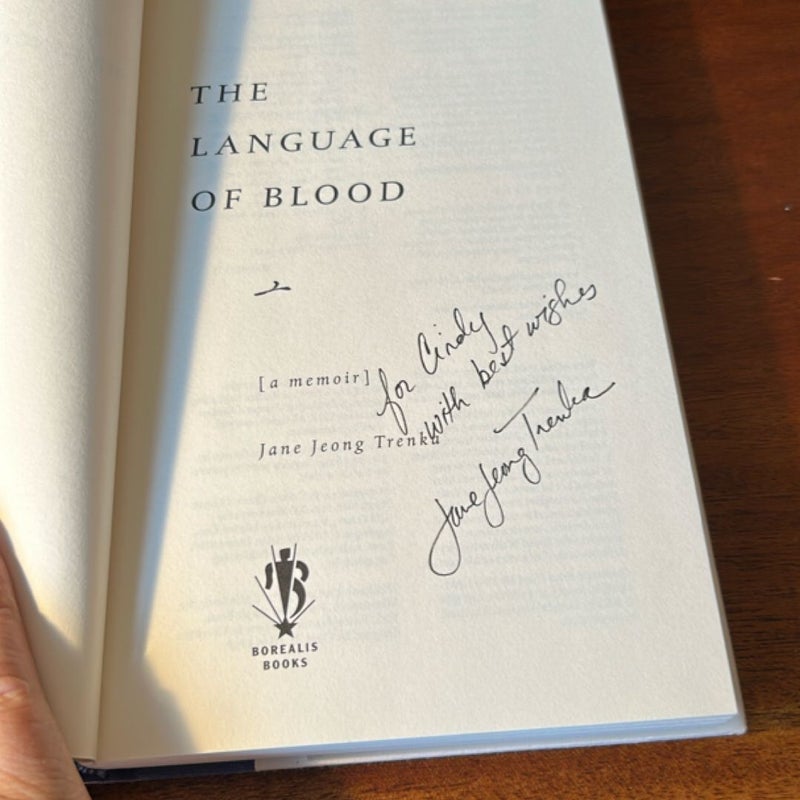 THE
LANGUAGE
OF BLOOD
[a memoir]
Jane Jeong Trenka
for Cindy
with best wishes
Jane Jeong Trenka
BOREALIS
BOOKS